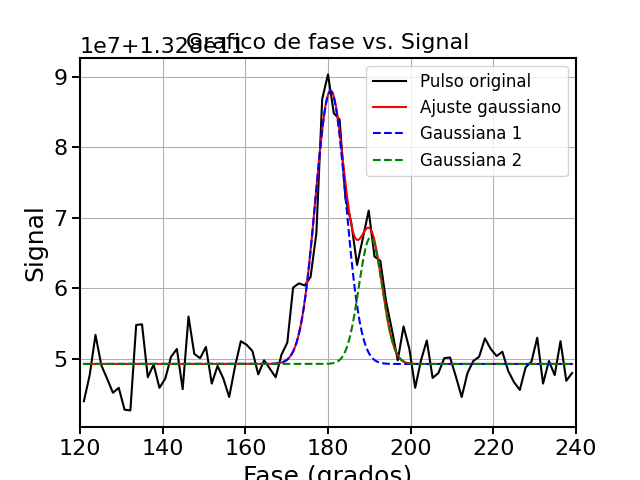 Grafico de fase vs. Signal
1e7+1.328e11
Signal
9
8
7
6
5
Pulso original
Ajuste gaussiano
Gaussiana 1
Gaussiana 2
120 140 160 180 200 220 240
Fase (grados)